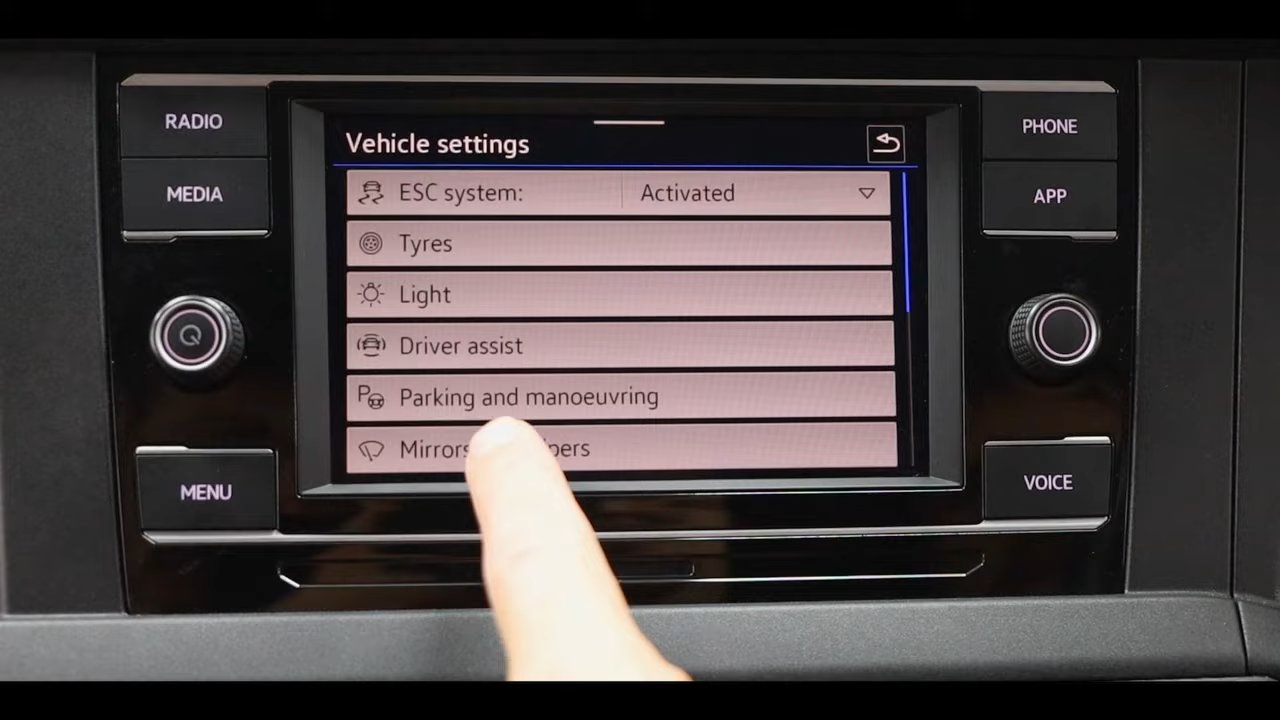 RADIO
MEDIA
MENU
Vehicle settings
ESC system: Activated
Tyres
Light
Driver assist
Parking and manoeuvring
Mirrors
PHONE
APP
VOICE